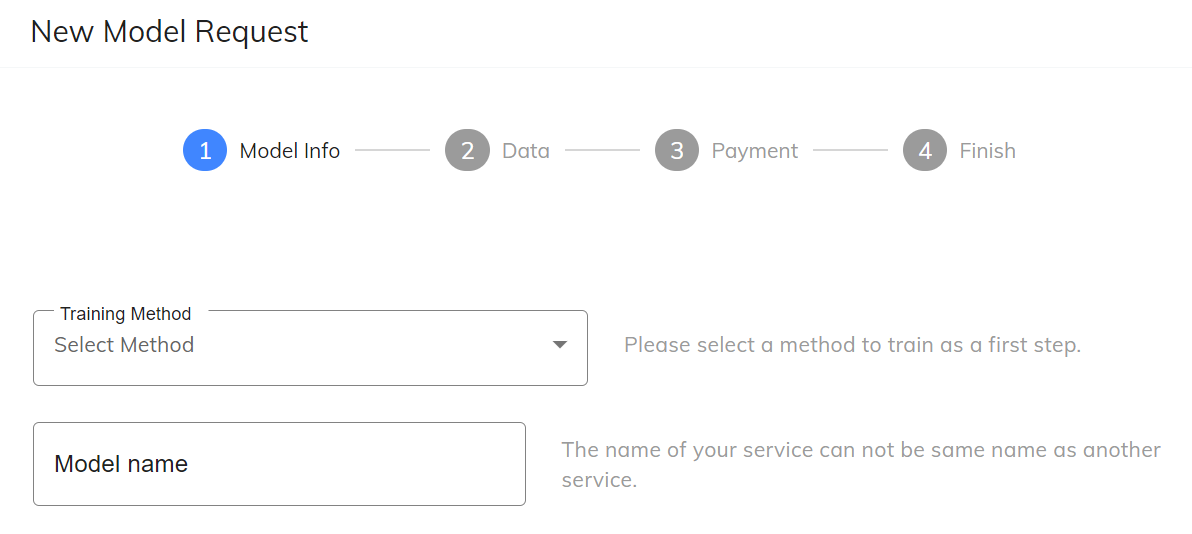 New Model Request
1 Model Info 2 Data 3 Payment 4 Finish
Training Method
Select Method
Please select a method to train as a first step.
Model name
The name of your service can not be same name as another
service.